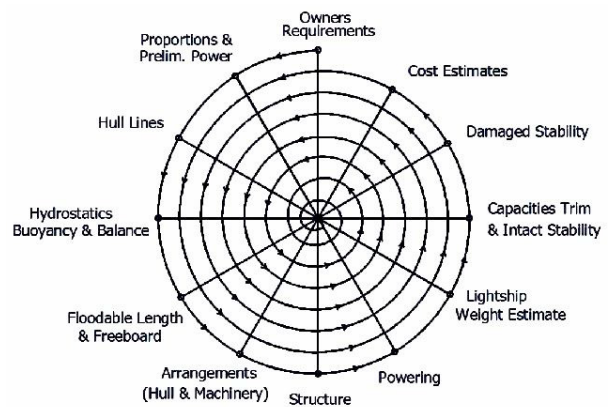 Owners
Requirements
Proportions &
Prelim. Power
Cost Estimates
Hull Lines
Damaged Stability
Hydrostatics
Buoyancy & Balance
Capacities Trim
& Intact Stability
Floodable Length
& Freeboard
Lightship
Weight Estimate
Arrangements
(Hull & Machinery)
Powering
Structure